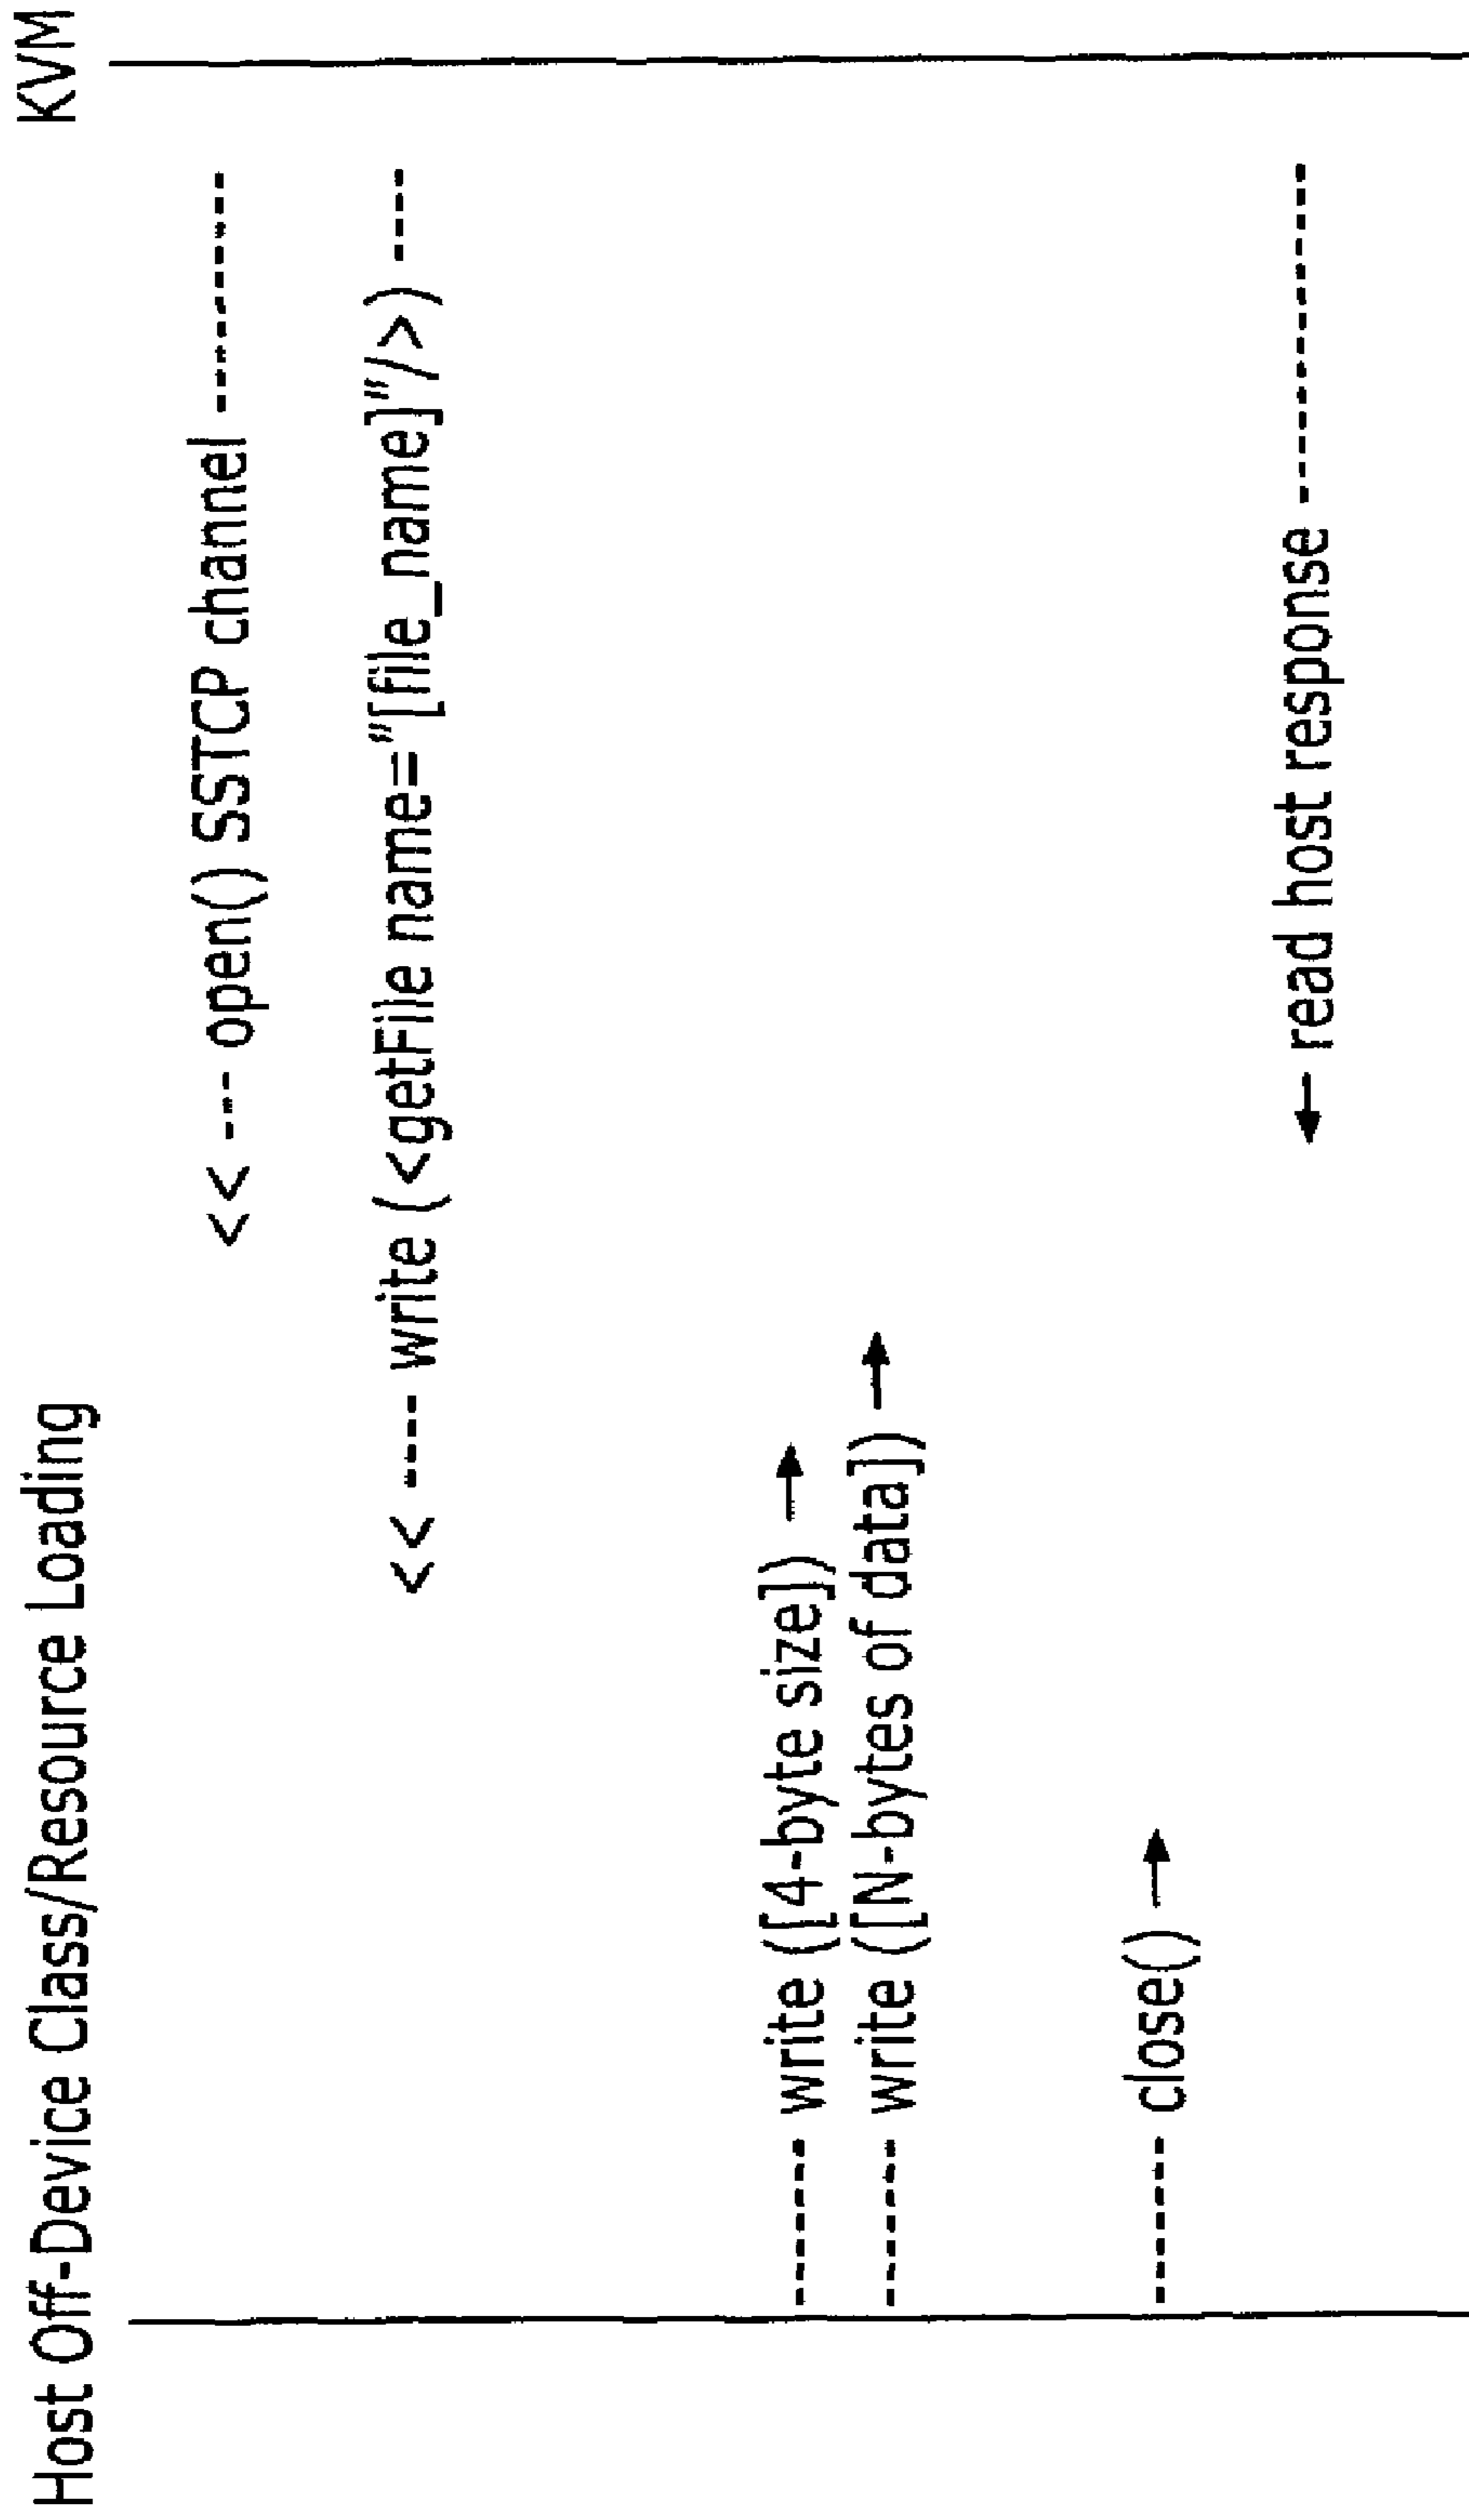 Host Off-Device Class/Resource Loading KVM
<< --- open() SSTCP channel ----------
<< ---- write (<getFile name="[file_name]"/>) ----
------- write ([4-byte size])
------- write ([N-bytes of data])
------- close()
read host response --------------